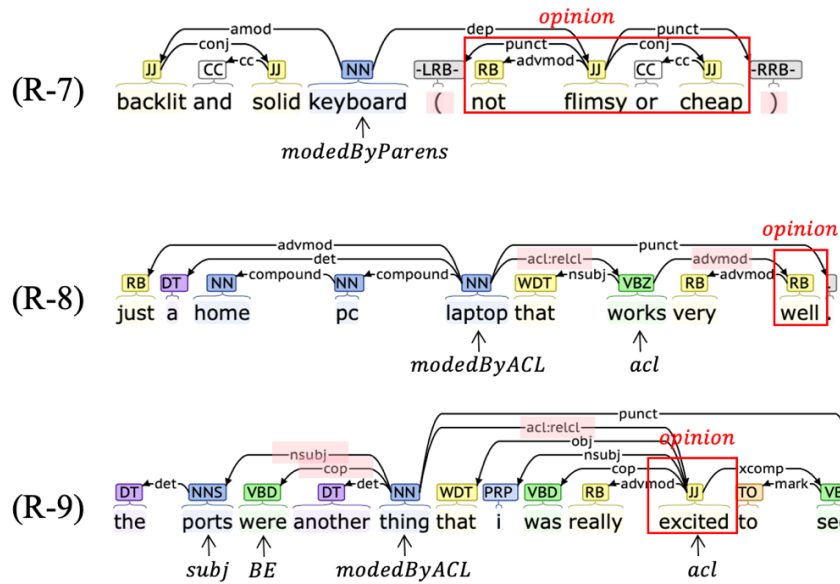 opinion
amod dep
conj punct conj punct
cc advmod cc
JJ CC JJ NN -LRB- RB JJ CC JJ -RRB-
(R-7) backlit and solid keyboard ( not flimsy or cheap )
modedByParens
opinion
advmod punct
det acl:relcl advmod
compound compound nsubj advmod
RB DT NN NN NN WDT VBZ RB RB .
(R-8) just a home pc laptop that works very well .
modedByACL acl
punct
acl:relcl
opinion
obj
nsubj nsubj
cop cop xcomp
det det advmod mark
DT NNS VBD DT NN WDT PRP VBD RB JJ TO VB
(R-9) the ports were another thing that i was really excited to se
subj BE modedByACL acl